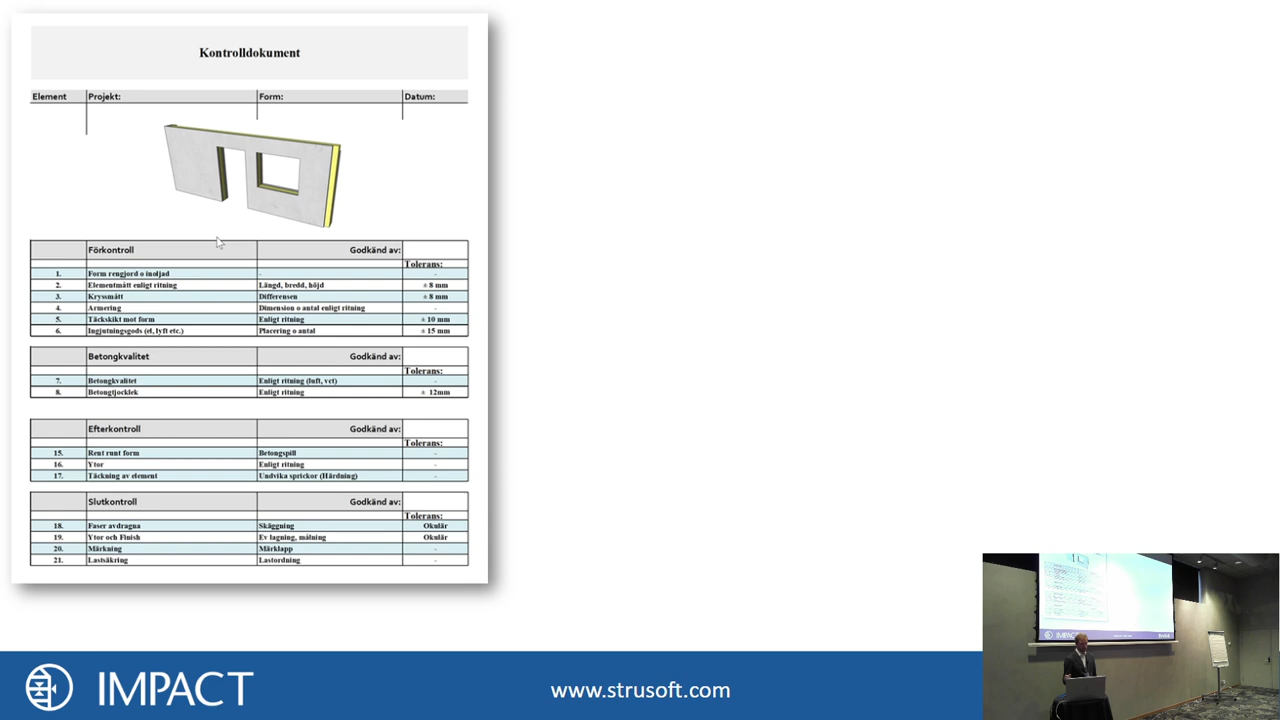 Kontrolldokument
Element Projekt: Form: Datum:
Förkontroll Godkänd av:
Tolerans:
1. Form rengjord o inoljad - -
2. Elementmått enligt ritning Längd, bredd, höjd ± 8 mm
3. Kryssmått Differensen ± 8 mm
4. Armering Dimension o antal enligt ritning -
5. Täckskikt mot form Enligt ritning ± 10 mm
6. Ingjutningsgods (el, lyft etc.) Placering o antal ± 15 mm
Betongkvalitet Godkänd av:
Tolerans:
7. Betongkvalitet Enligt ritning (luft, vct) -
8. Betongtjocklek Enligt ritning ± 12mm
Efterkontroll Godkänd av:
Tolerans:
15. Rent runt form Betongspill -
16. Ytor Enligt ritning -
17. Täckning av element Undvika sprickor (Härdning) -
Slutkontroll Godkänd av:
Tolerans:
18. Faser avdragna Skäggning Okulär
19. Ytor och Finish Ev lagning, målning Okulär
20. Märkning Märklapp -
21. Lastsäkring Lastordning -
IMPACT
www.strusoft.com
IMPACT